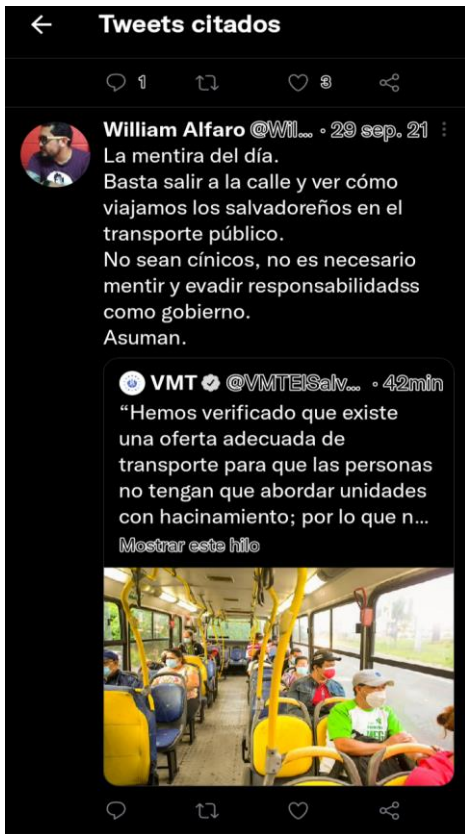 Tweets citados
1 3
William Alfaro @Wil... · 29 sep. 21
La mentira del día.
Basta salir a la calle y ver cómo
viajamos los salvadoreños en el
transporte público.
No sean cínicos, no es necesario
mentir y evadir responsabilidadss
como gobierno.
Asuman.
VMT @VMTElSalv... · 42min
“Hemos verificado que existe
una oferta adecuada de
transporte para que las personas
no tengan que abordar unidades
con hacinamiento; por lo que n...
Mostrar este hilo